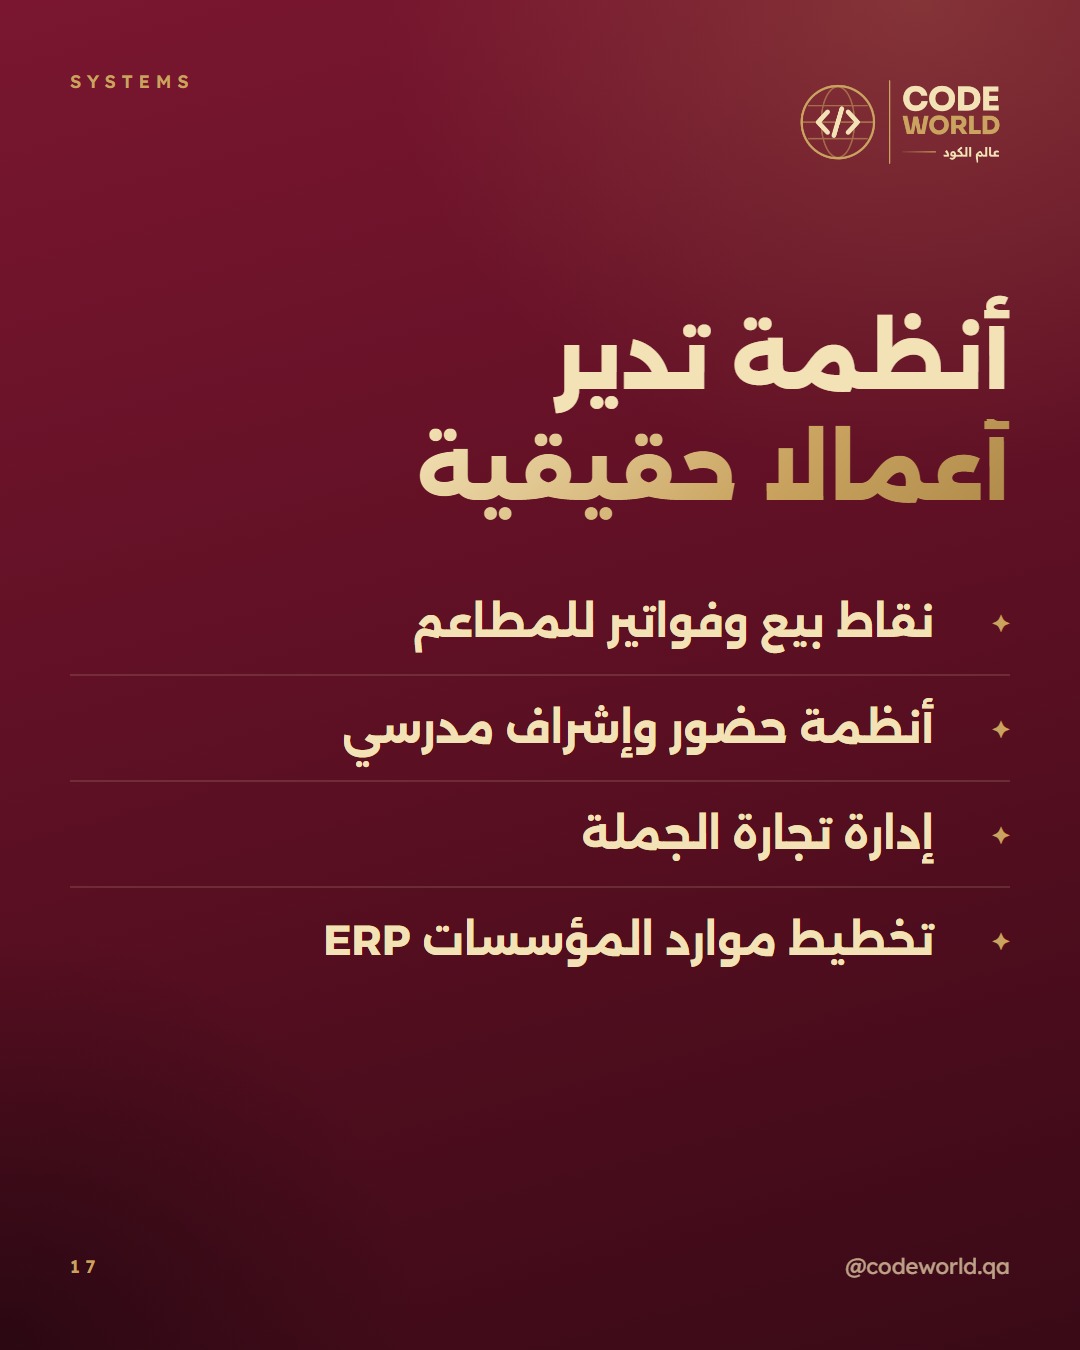 SYSTEMS
CODE
WORLD
عالم الكود
أنظمة تدير
أعمالا حقيقية
نقاط بيع وفواتير للمطاعم
أنظمة حضور وإشراف مدرسي
إدارة تجارة الجملة
تخطيط موارد المؤسسات ERP
17
@codeworld.qa